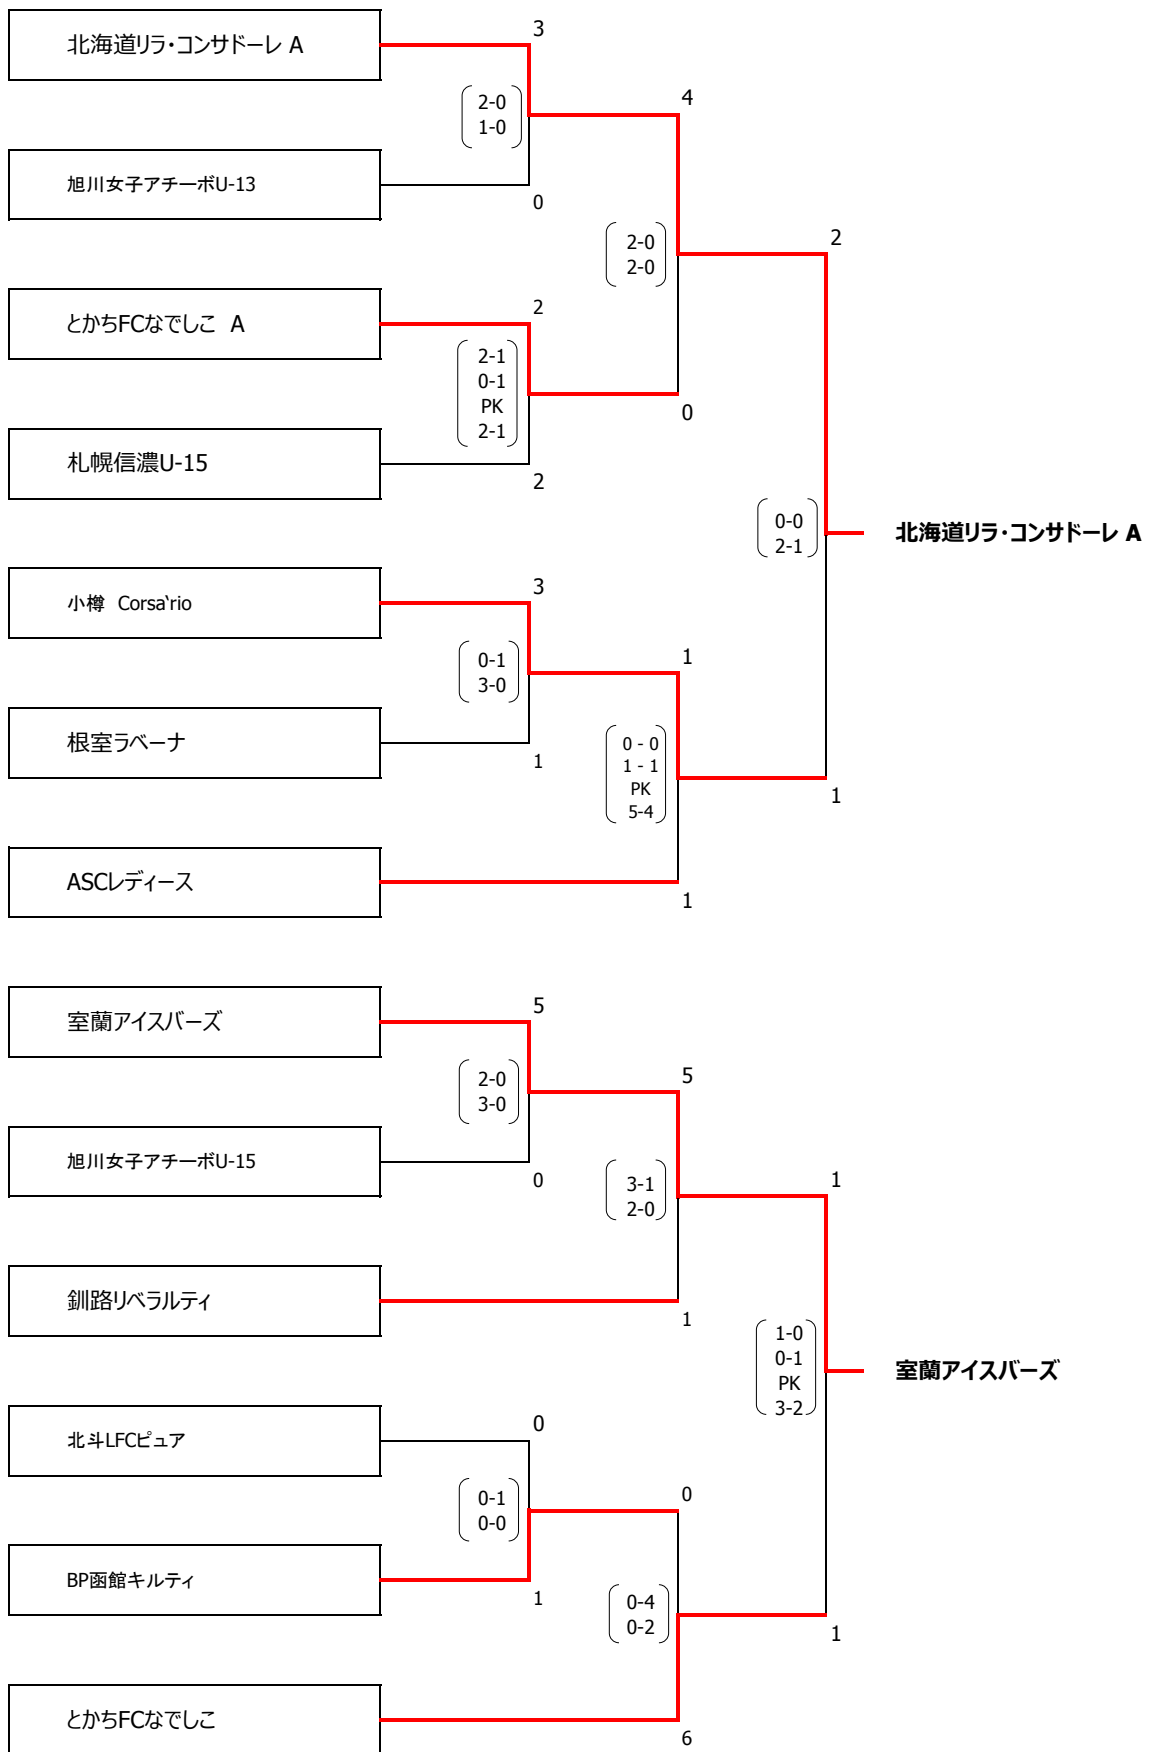 北海道リラ・コンサドーレ A
3
2-0
1-0
4
旭川女子アチーボU-13
0
2-0
2-0
2
とかちFCなでしこ A
2
2-1
0-1
PK
2-1
0
札幌信濃U-15
2
0-0
2-1
北海道リラ・コンサドーレ A
小樽 Corsa'rio
3
0-1
3-0
1
根室ラベーナ
1
0 - 0
1 - 1
PK
5-4
1
ASCレディース
1
室蘭アイスバーズ
5
2-0
3-0
5
旭川女子アチーボU-15
0
3-1
2-0
1
釧路リベラルティ
1
1-0
0-1
PK
3-2
室蘭アイスバーズ
北斗LFCピュア
0
0-1
0-0
0
BP函館キルティ
1
0-4
0-2
1
とかちFCなでしこ
6